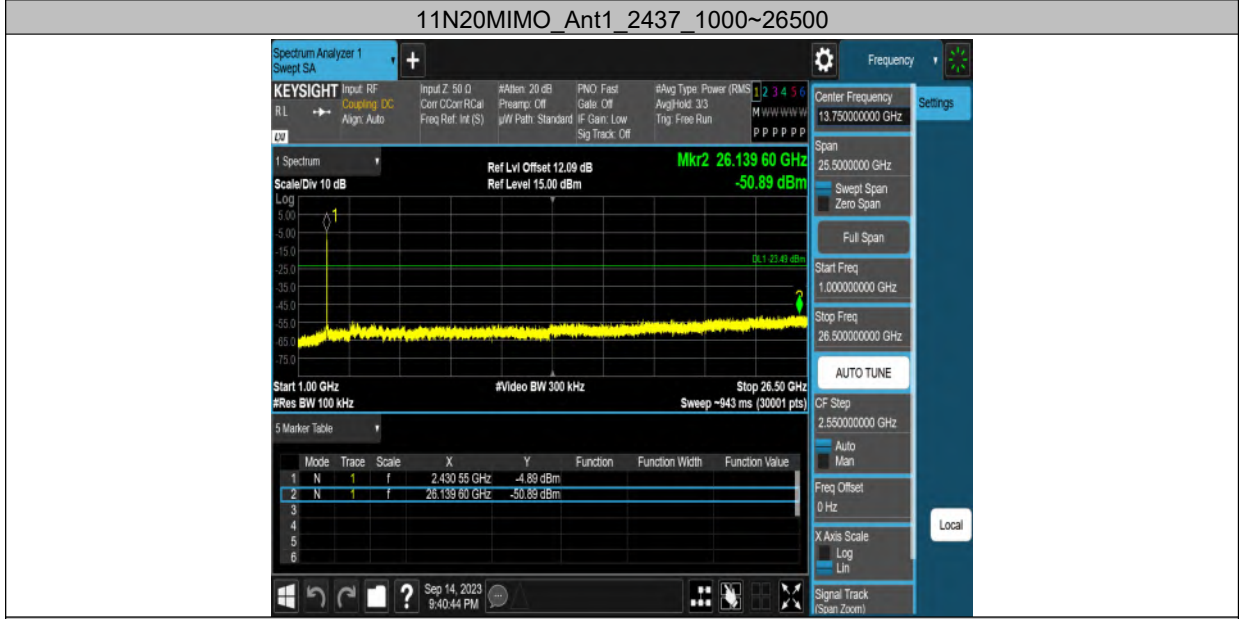 11N20MIMO_Ant1_2437_1000~26500
Spectrum Analyzer 1
Swept SA
Frequency
KEYSIGHT
RL
LXI
Input: RF
Coupling: DC
Align: Auto
Input Z: 50 Ω
Corr CCorr RCal
Freq Ref: Int (S)
#Atten: 20 dB
Preamp: Off
µW Path: Standard
PNO: Fast
Gate: Off
IF Gain: Low
Sig Track: Off
#Avg Type: Power (RMS
Avg|Hold: 3/3
Trig: Free Run
1 2 3 4 5 6
M W W W W W
P P P P P P
1 Spectrum
Scale/Div 10 dB
Ref Lvl Offset 12.09 dB
Ref Level 15.00 dBm
Mkr2 26.139 60 GHz
-50.89 dBm
Log
5.00
-5.00
-15.0
-25.0
-35.0
-45.0
-55.0
-65.0
-75.0
1
DL1 -23.49 dBm
2
Start 1.00 GHz
#Res BW 100 kHz
#Video BW 300 kHz
Stop 26.50 GHz
Sweep ~943 ms (30001 pts)
5 Marker Table
Mode Trace Scale X Y Function Function Width Function Value
1 N 1 f 2.430 55 GHz -4.89 dBm
2 N 1 f 26.139 60 GHz -50.89 dBm
3
4
5
6
?
Sep 14, 2023
9:40:44 PM
Center Frequency
13.750000000 GHz
Settings
Span
25.5000000 GHz
Swept Span
Zero Span
Full Span
Start Freq
1.000000000 GHz
Stop Freq
26.500000000 GHz
AUTO TUNE
CF Step
2.550000000 GHz
Auto
Man
Freq Offset
0 Hz
Local
X Axis Scale
Log
Lin
Signal Track
(Span Zoom)